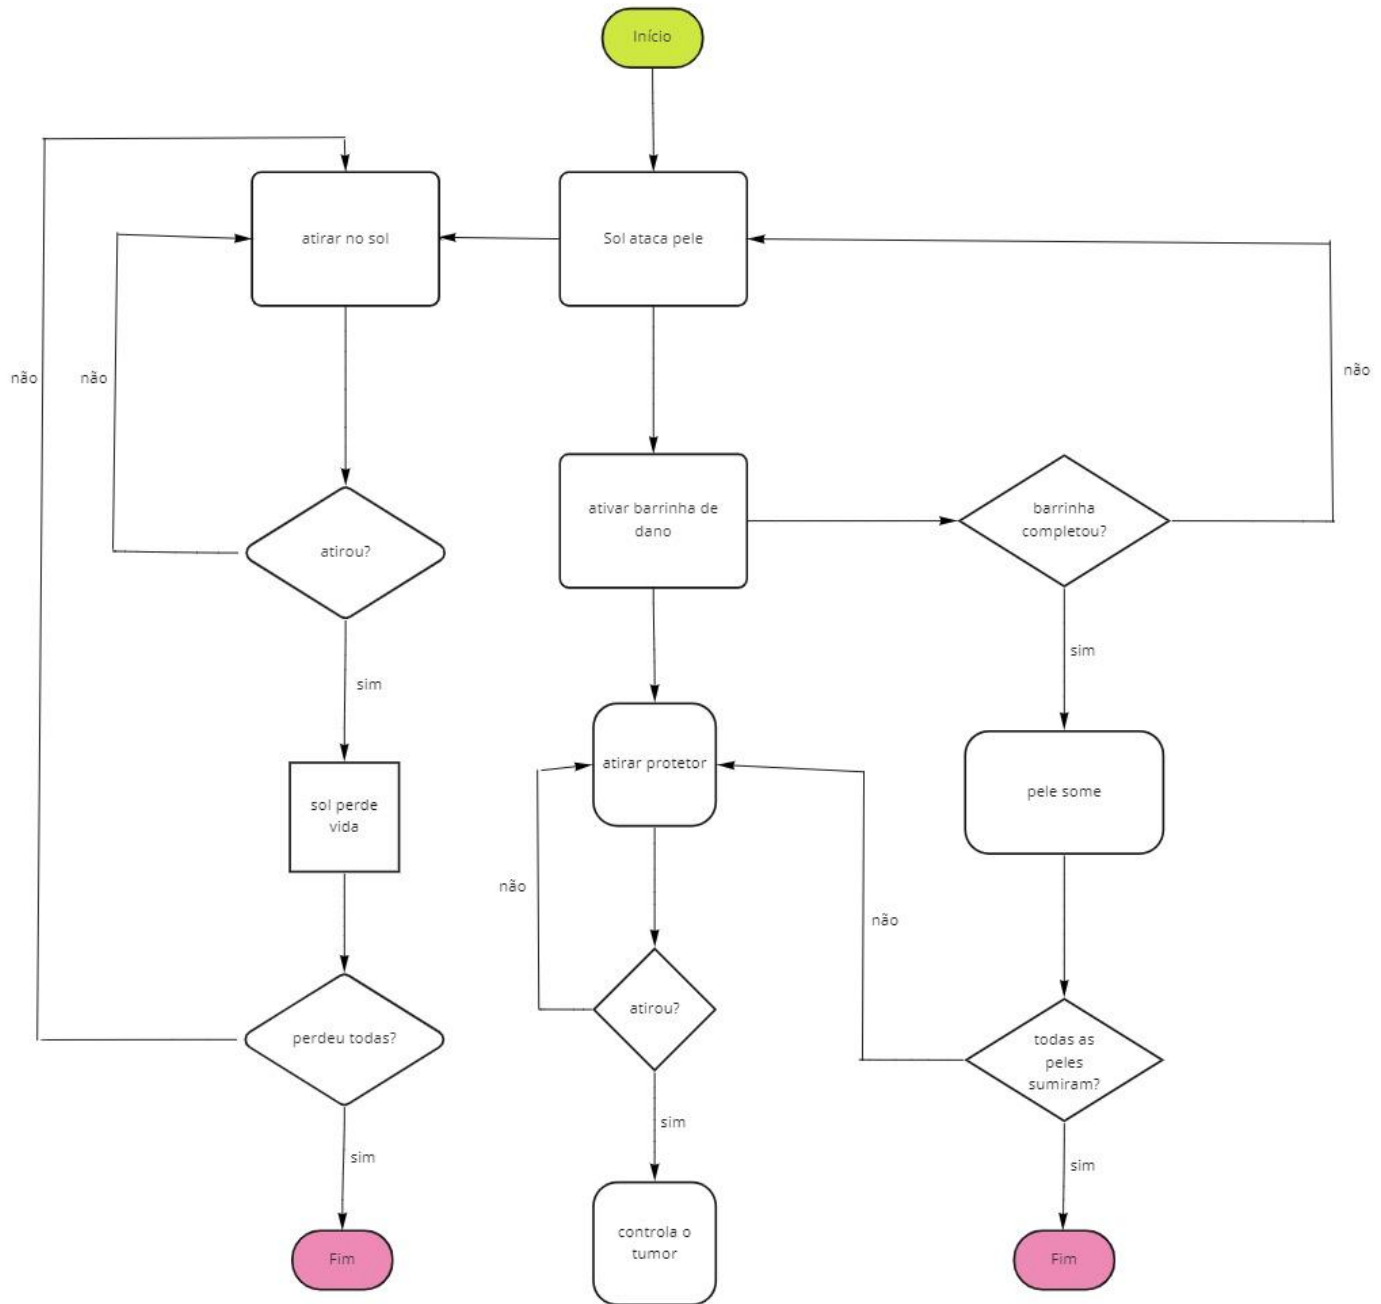 Início
atirar no sol
Sol ataca pele
não
não
não
ativar barrinha de
dano
barrinha
completou?
atirou?
sim
sim
atirar protetor
sol perde
vida
pele some
não
não
atirou?
perdeu todas?
todas as
peles
sumiram?
sim
sim
sim
controla o
tumor
Fim
Fim